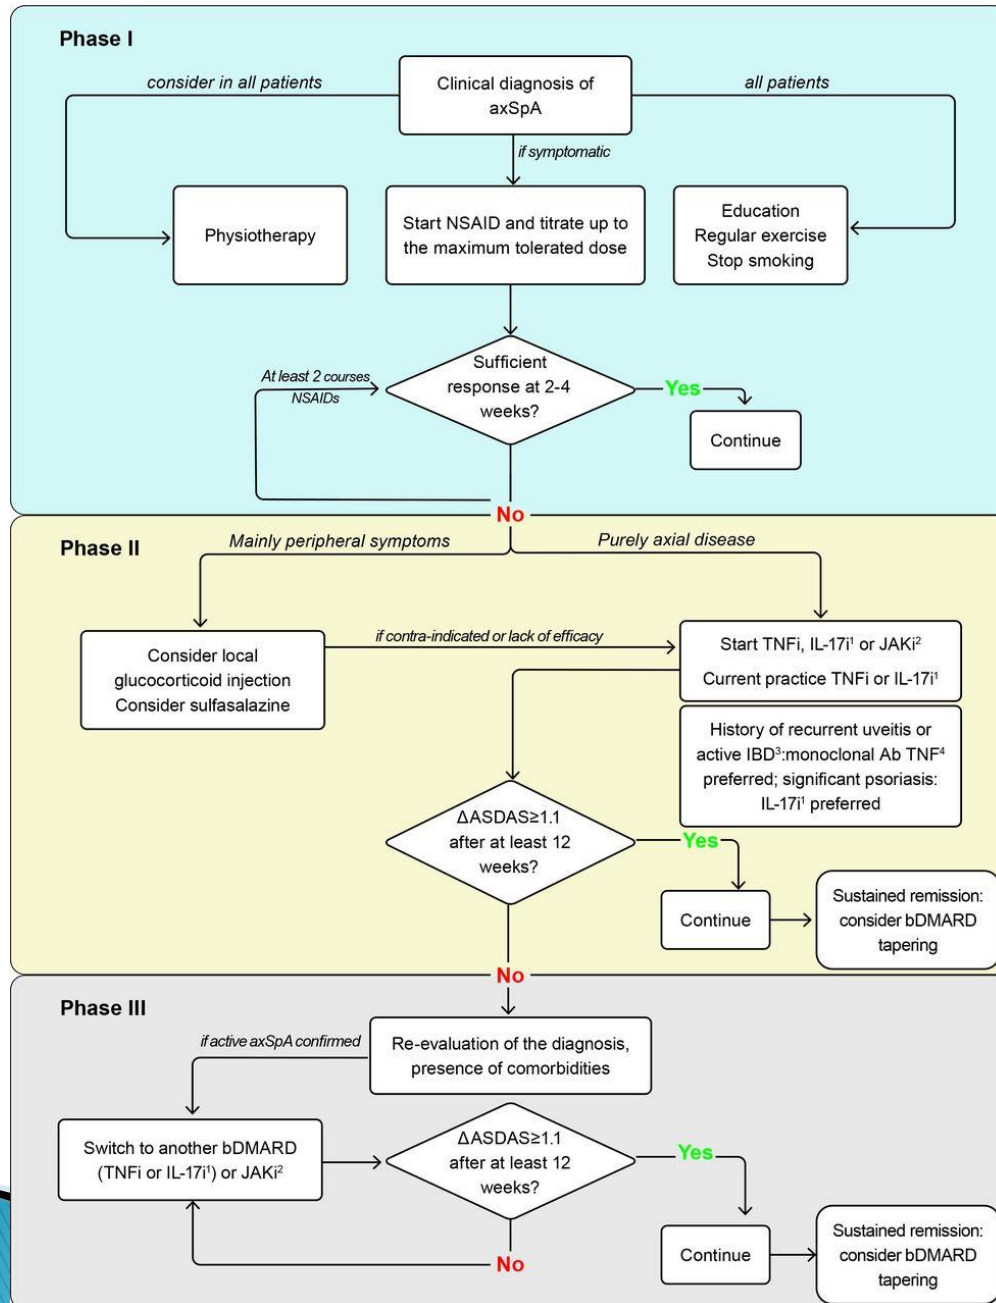 Phase I
consider in all patients
Clinical diagnosis of
axSpA
all patients
if symptomatic
Physiotherapy
Start NSAID and titrate up to
the maximum tolerated dose
Education
Regular exercise
Stop smoking
At least 2 courses
NSAIDs
Sufficient
response at 2-4
weeks?
Yes
Continue
No
Phase II
Mainly peripheral symptoms
Purely axial disease
Consider local
glucocorticoid injection
Consider sulfasalazine
if contra-indicated or lack of efficacy
Start TNFi, IL-17i¹ or JAKi²
Current practice TNFi or IL-17i¹
History of recurrent uveitis or
active IBD³:monoclonal Ab TNF⁴
preferred; significant psoriasis:
IL-17i¹ preferred
ΔASDAS≥1.1
after at least 12
weeks?
Yes
Continue
Sustained remission:
consider bDMARD
tapering
No
Phase III
if active axSpA confirmed
Re-evaluation of the diagnosis,
presence of comorbidities
Switch to another bDMARD
(TNFi or IL-17i¹) or JAKi²
ΔASDAS≥1.1
after at least 12
weeks?
Yes
No
Continue
Sustained remission:
consider bDMARD
tapering